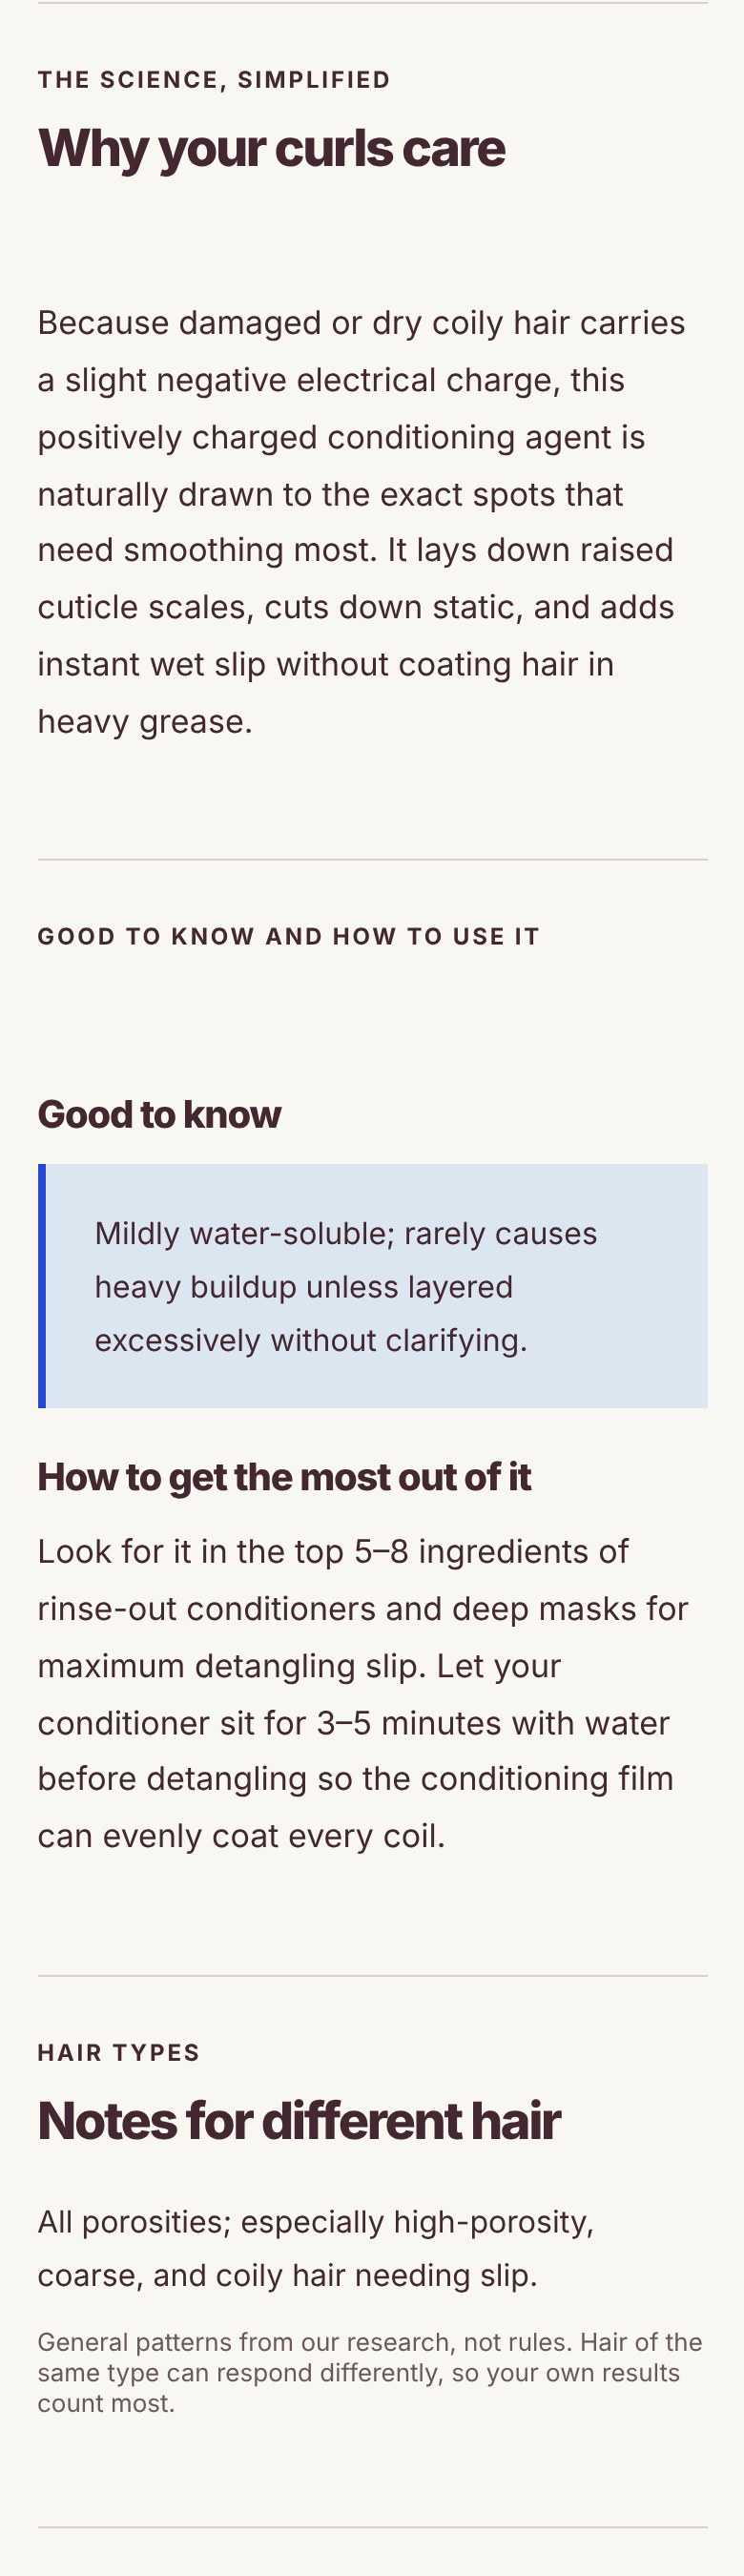 THE SCIENCE, SIMPLIFIED
Why your curls care
Because damaged or dry coily hair carries
a slight negative electrical charge, this
positively charged conditioning agent is
naturally drawn to the exact spots that
need smoothing most. It lays down raised
cuticle scales, cuts down static, and adds
instant wet slip without coating hair in
heavy grease.
GOOD TO KNOW AND HOW TO USE IT
Good to know
Mildly water-soluble; rarely causes
heavy buildup unless layered
excessively without clarifying.
How to get the most out of it
Look for it in the top 5–8 ingredients of
rinse-out conditioners and deep masks for
maximum detangling slip. Let your
conditioner sit for 3–5 minutes with water
before detangling so the conditioning film
can evenly coat every coil.
HAIR TYPES
Notes for different hair
All porosities; especially high-porosity,
coarse, and coily hair needing slip.
General patterns from our research, not rules. Hair of the
same type can respond differently, so your own results
count most.